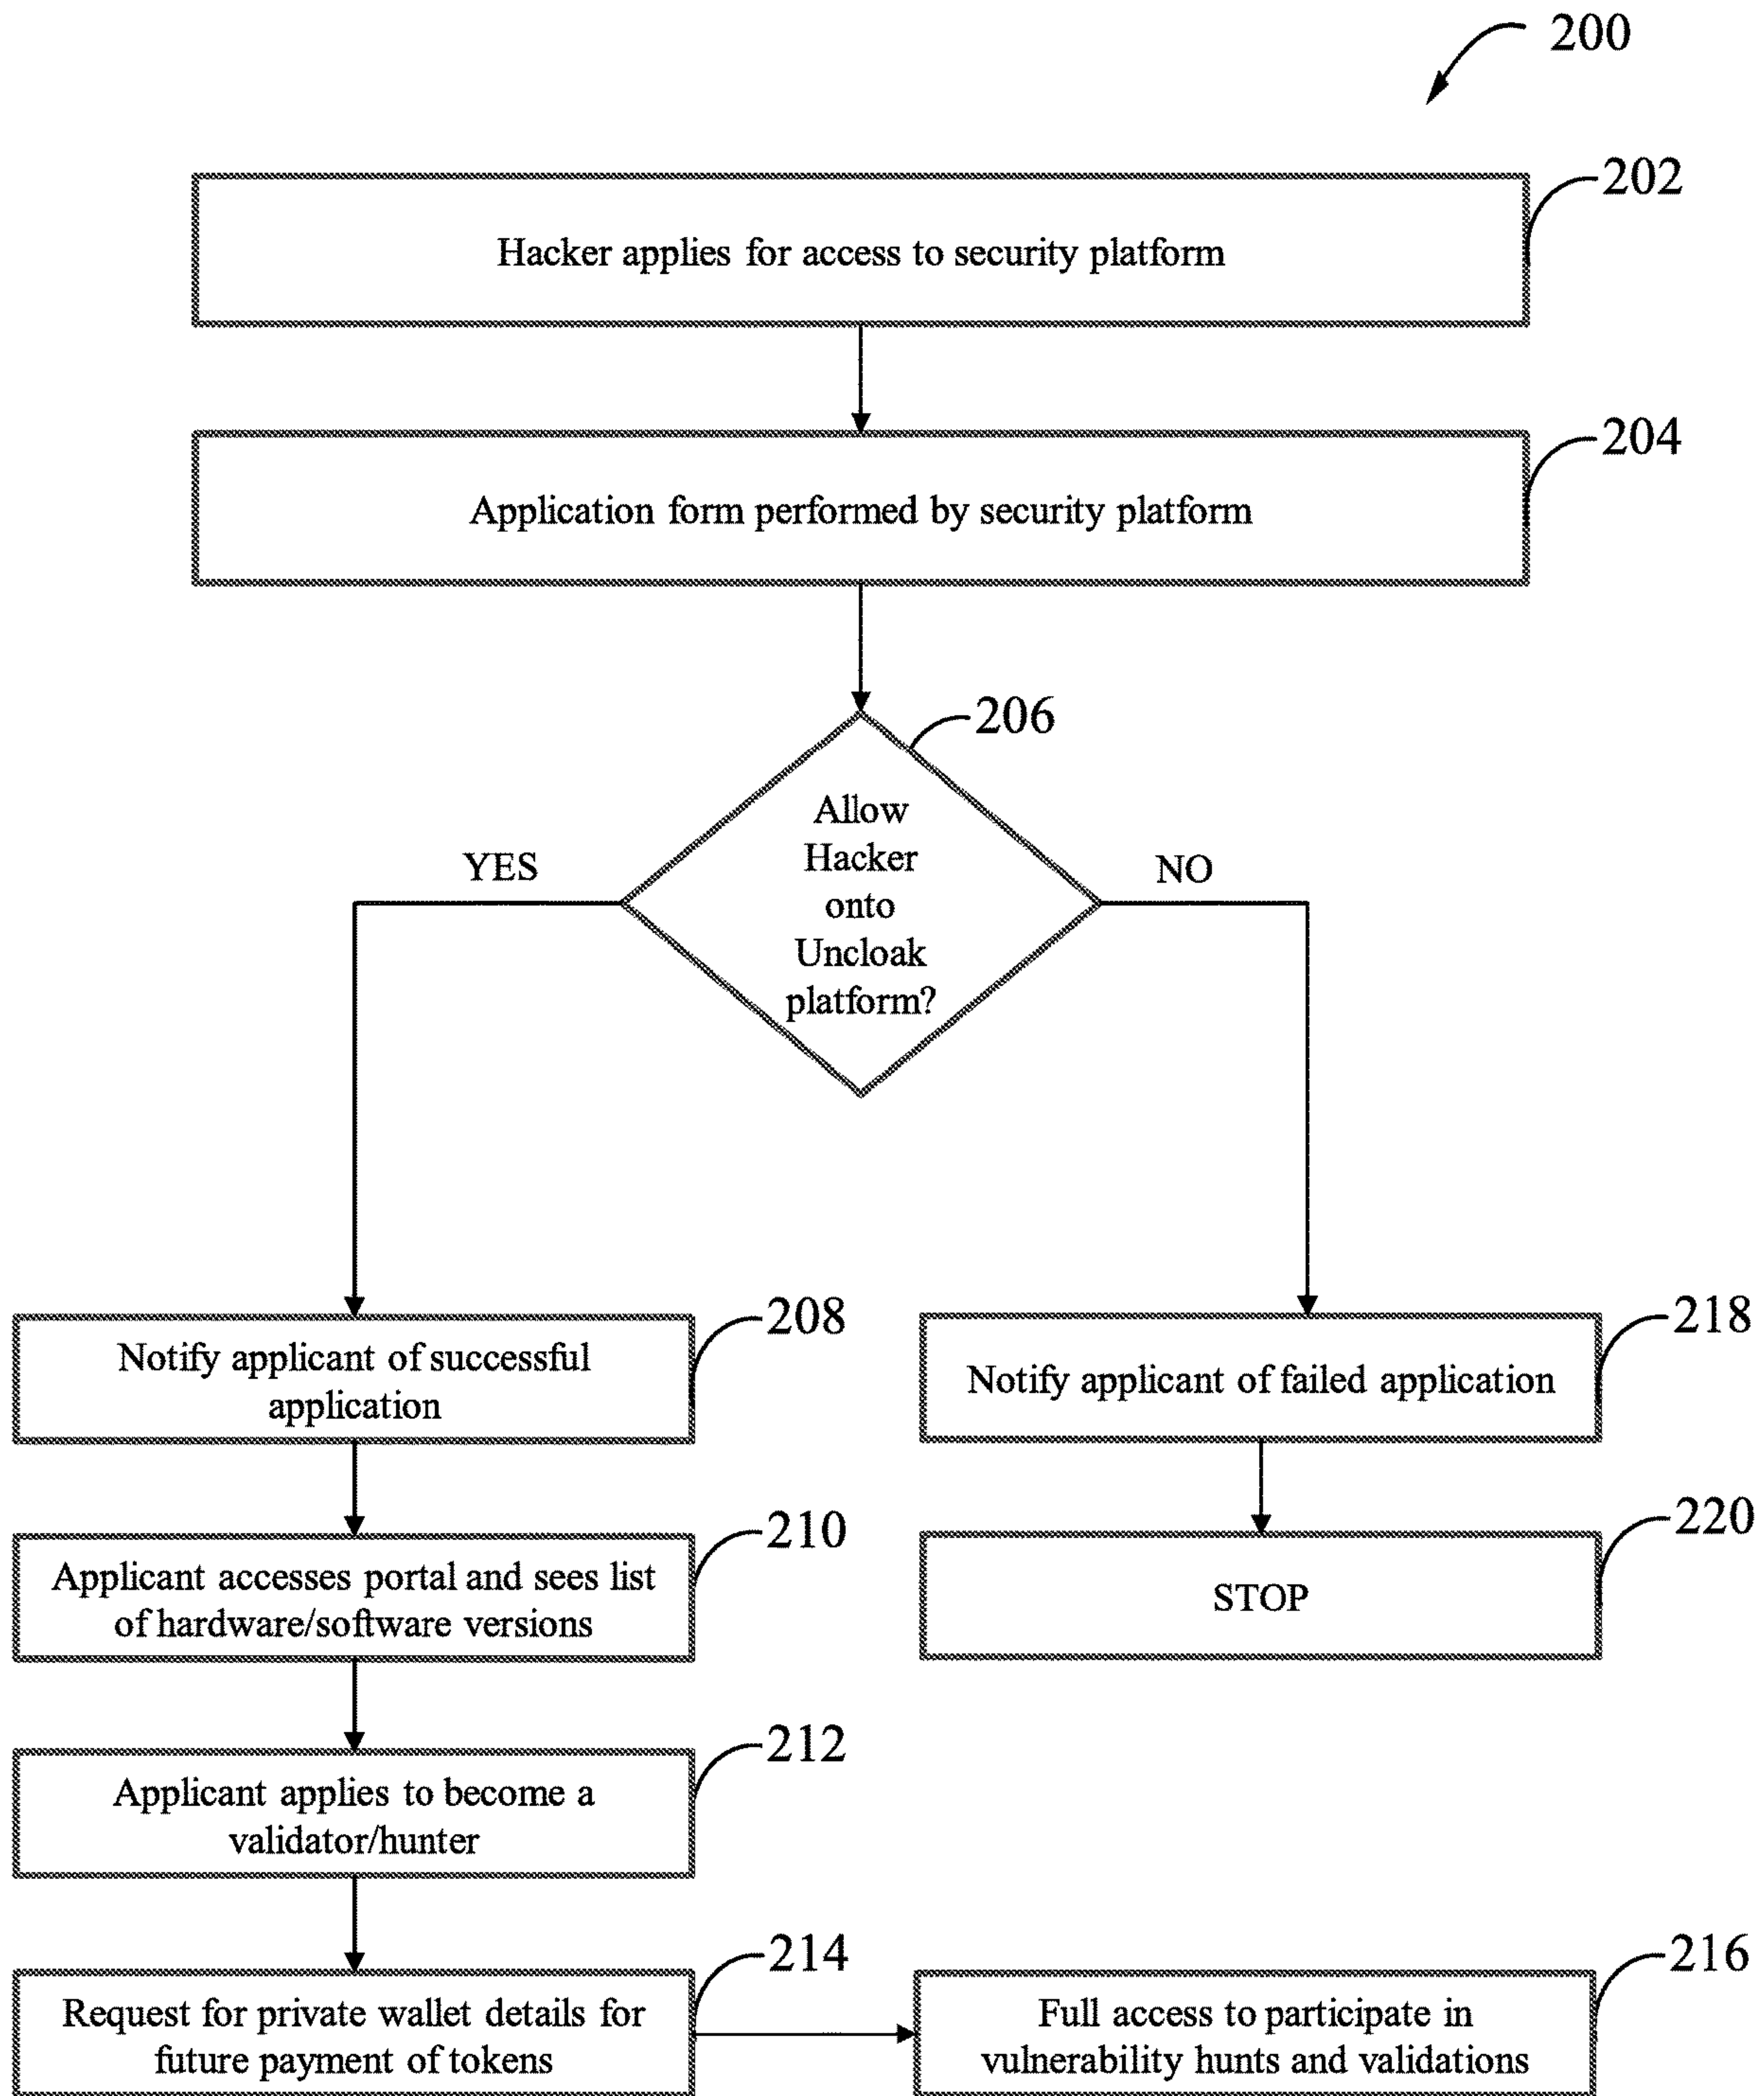 200
202
Hacker applies for access to security platform
204
Application form performed by security platform
206
Allow
Hacker
onto
Uncloak
platform?
YES
NO
208
Notify applicant of successful
application
218
Notify applicant of failed application
210
Applicant accesses portal and sees list
of hardware/software versions
220
STOP
212
Applicant applies to become a
validator/hunter
214
Request for private wallet details for
future payment of tokens
216
Full access to participate in
vulnerability hunts and validations